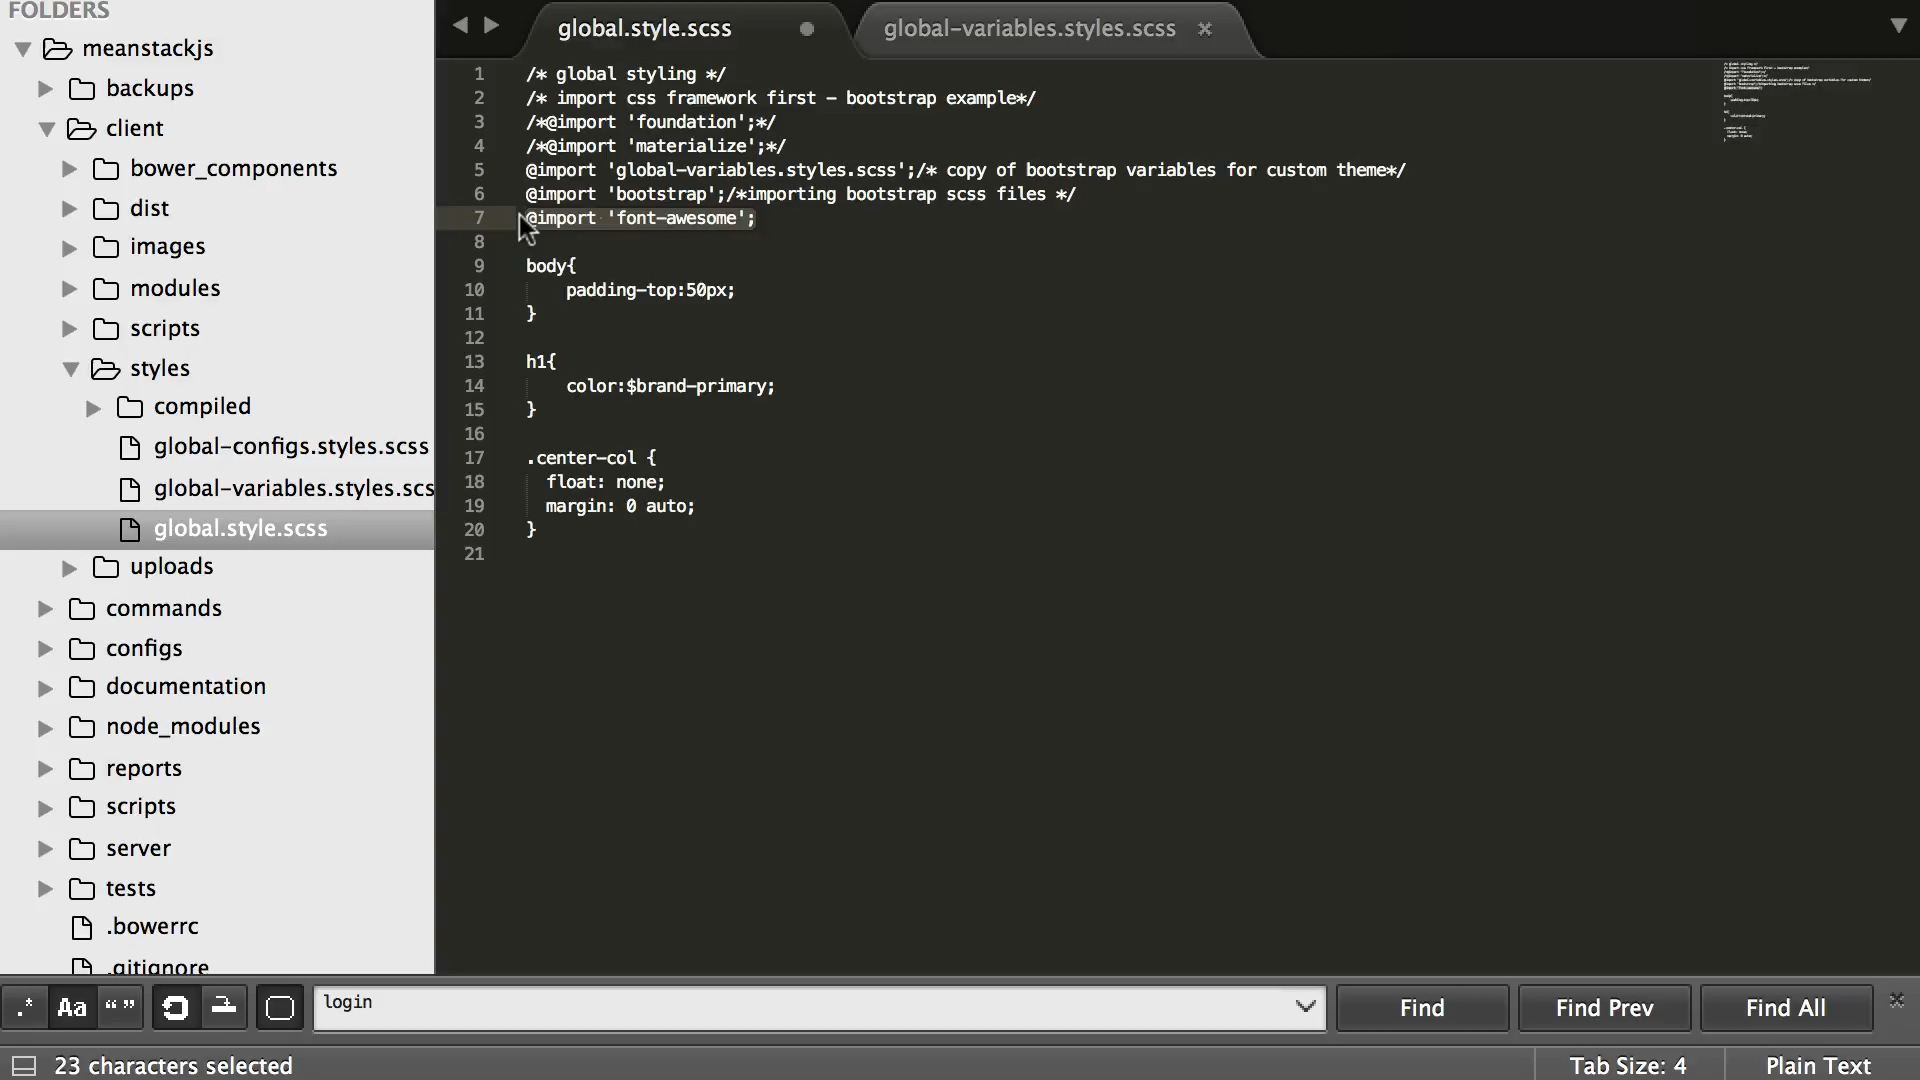 FOLDERS
meanstackjs
backups
client
bower_components
dist
images
modules
scripts
styles
compiled
global-configs.styles.scss
global-variables.styles.scs
global.style.scss
uploads
commands
configs
documentation
node_modules
reports
scripts
server
tests
.bowerrc
.gitignore
global.style.scss
global-variables.styles.scss
1 /* global styling */
2 /* import css framework first - bootstrap example*/
3 /*@import 'foundation';*/
4 /*@import 'materialize';*/
5 @import 'global-variables.styles.scss';/* copy of bootstrap variables for custom theme*/
6 @import 'bootstrap';/*importing bootstrap scss files */
7 @import 'font-awesome';
8
9 body{
10 padding-top:50px;
11 }
12
13 h1{
14 color:$brand-primary;
15 }
16
17 .center-col {
18 float: none;
19 margin: 0 auto;
20 }
21
.* Aa “ ” login Find Find Prev Find All
23 characters selected Tab Size: 4 Plain Text